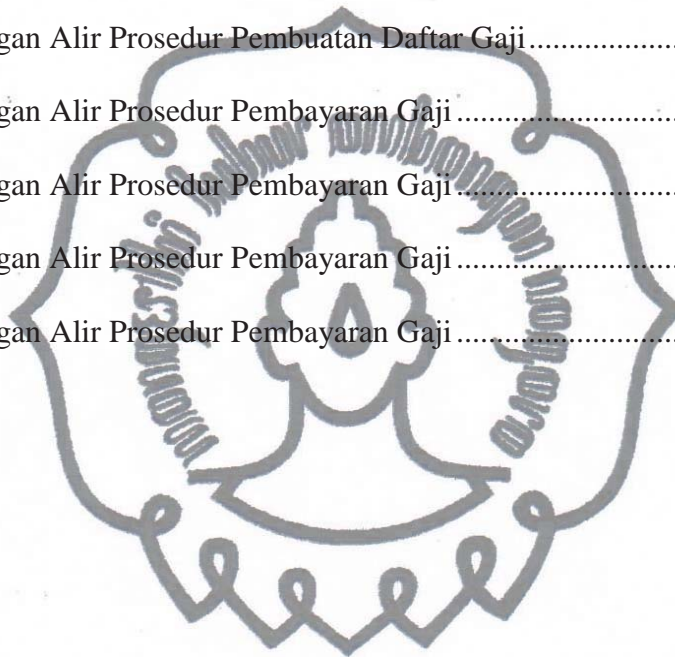 gan Alir Prosedur Pembuatan Daftar Gaji......................
gan Alir Prosedur Pembayaran Gaji..............................
gan Alir Prosedur Pembayaran Gaji..............................
gan Alir Prosedur Pembayaran Gaji..............................
gan Alir Prosedur Pembayaran Gaji..............................